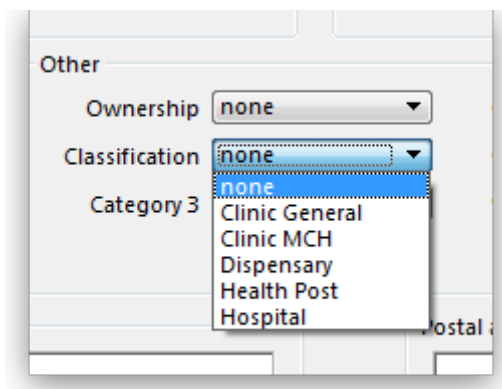 Other
Ownership none
Classification none
none
Category 3
Clinic General
Clinic MCH
Dispensary
Health Post
Hospital
Postal